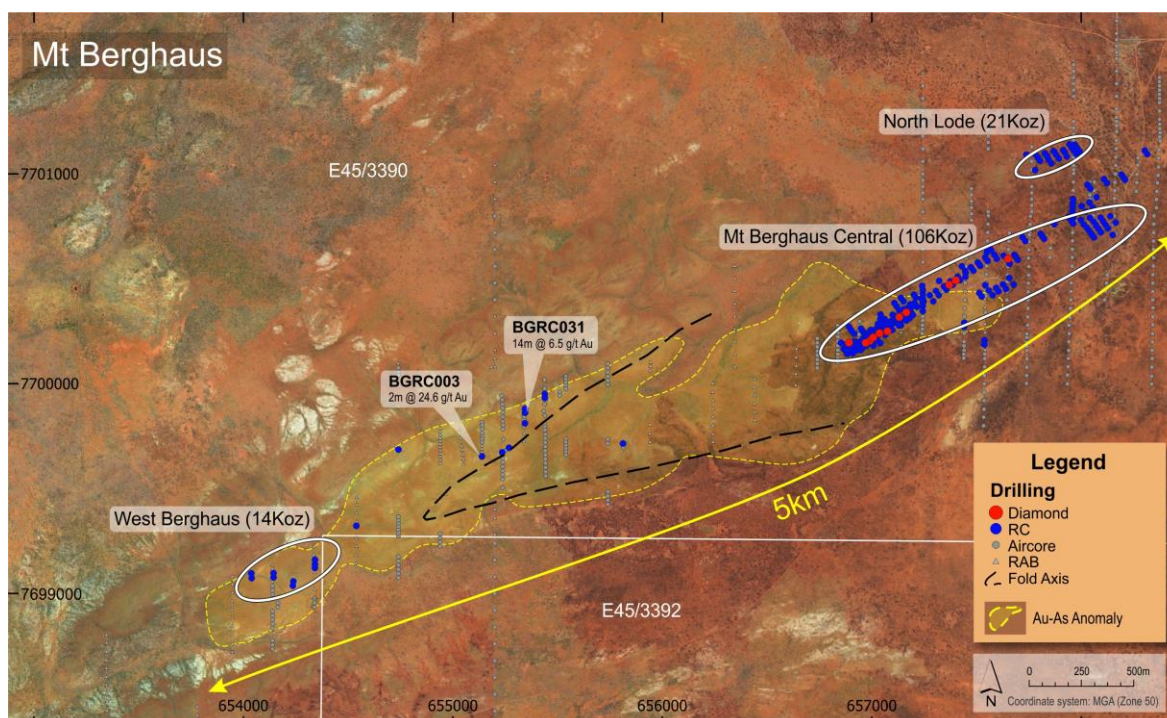 Mt Berghaus
North Lode (21Koz)
7701000
E45/3390
Mt Berghaus Central (106Koz)
BGRC031
14m @ 6.5 g/t Au
BGRC003
2m @ 24.6 g/t Au
7700000
5km
West Berghaus (14Koz)
7699000
E45/3392
654000
655000
656000
657000
Legend
Drilling
Diamond
RC
Aircore
RAB
Fold Axis
Au-As Anomaly
N
0 250 500m
Coordinate system: MGA (Zone 50)